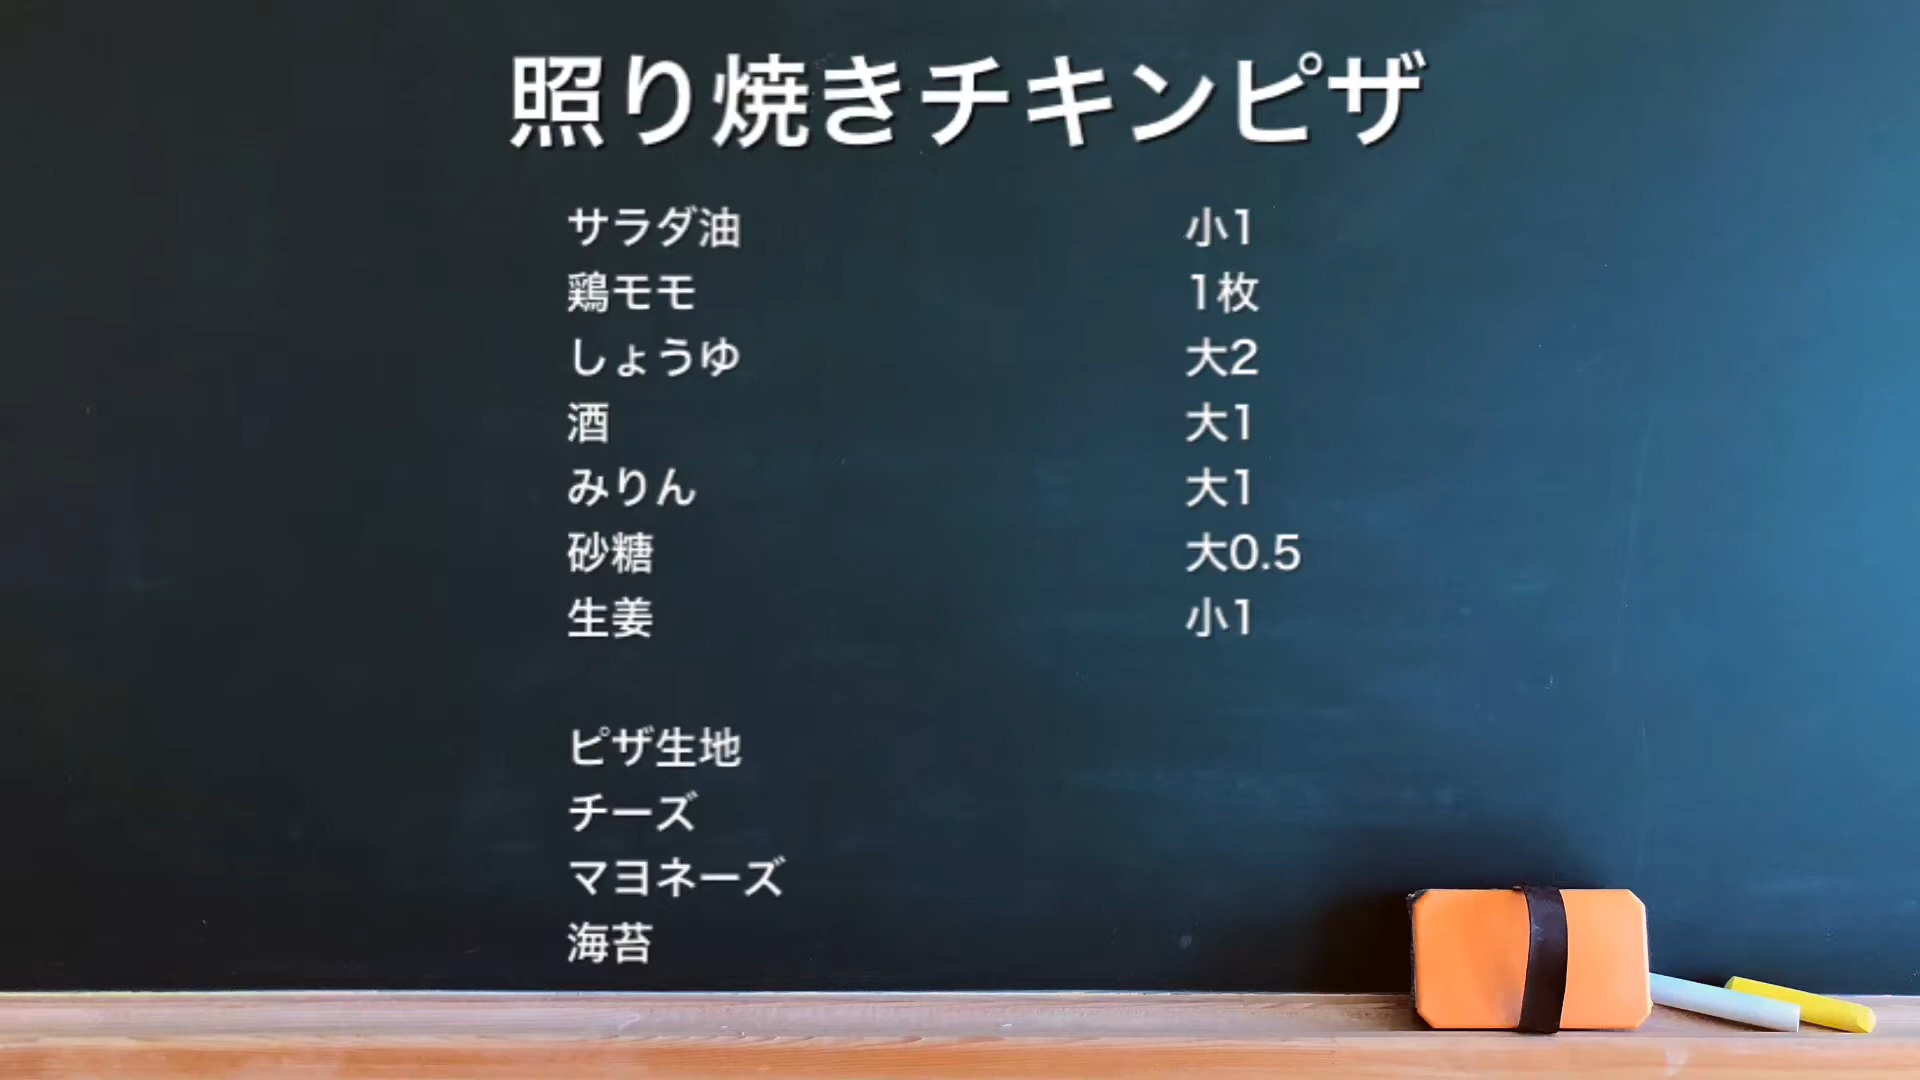 照り焼きチキンピザ
サラダ油 小1
鶏モモ 1枚
しょうゆ 大2
酒 大1
みりん 大1
砂糖 大0.5
生姜 小1
ピザ生地
チーズ
マヨネーズ
海苔